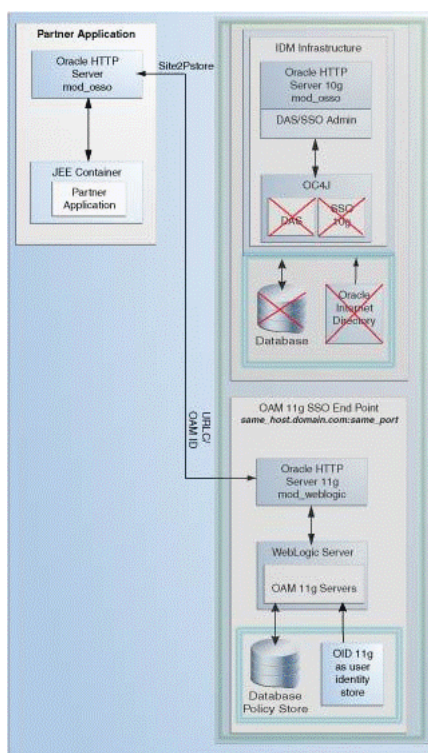 Partner Application
Oracle HTTP
Server
mod_osso
JEE Container
Partner
Application
Site2Pstore
IDM Infrastructure
Oracle HTTP
Server 10g
mod_osso
DAS/SSO Admin
OC4J
DAS
SSO
10g
Database
Oracle
Internet
Directory
URLC/
OAM ID
OAM 11g SSO End Point
same_host.domain.com:same_port
Oracle HTTP
Server 11g
mod_weblogic
WebLogic Server
OAM 11g Servers
Database
Policy Store
OID 11g
as user
identity
store